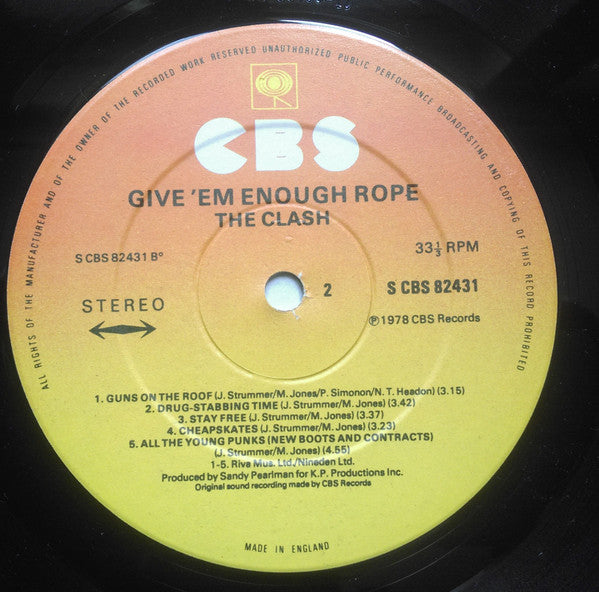 ALL RIGHTS OF THE MANUFACTURER AND OF THE OWNER OF THE RECORDED WORK RESERVED UNAUTHORIZED PUBLIC PERFORMANCE BROADCASTING AND COPYING OF THIS RECORD PROHIBITED
CBS
GIVE 'EM ENOUGH ROPE
THE CLASH
S CBS 82431 B°
33⅓ RPM
STEREO
2
S CBS 82431
℗1978 CBS Records
1. GUNS ON THE ROOF (J. Strummer/M. Jones/P. Simonon/N. T. Headon) (3.15)
2. DRUG-STABBING TIME (J. Strummer/M. Jones) (3.42)
3. STAY FREE (J. Strummer/M. Jones) (3.37)
4. CHEAPSKATES (J. Strummer/M. Jones) (3.23)
5. ALL THE YOUNG PUNKS (NEW BOOTS AND CONTRACTS)
(J. Strummer/M. Jones) (4.55)
1-5. Riva Mus. Ltd./Nineden Ltd.
Produced by Sandy Pearlman for K.P. Productions Inc.
Original sound recording made by CBS Records
MADE IN ENGLAND